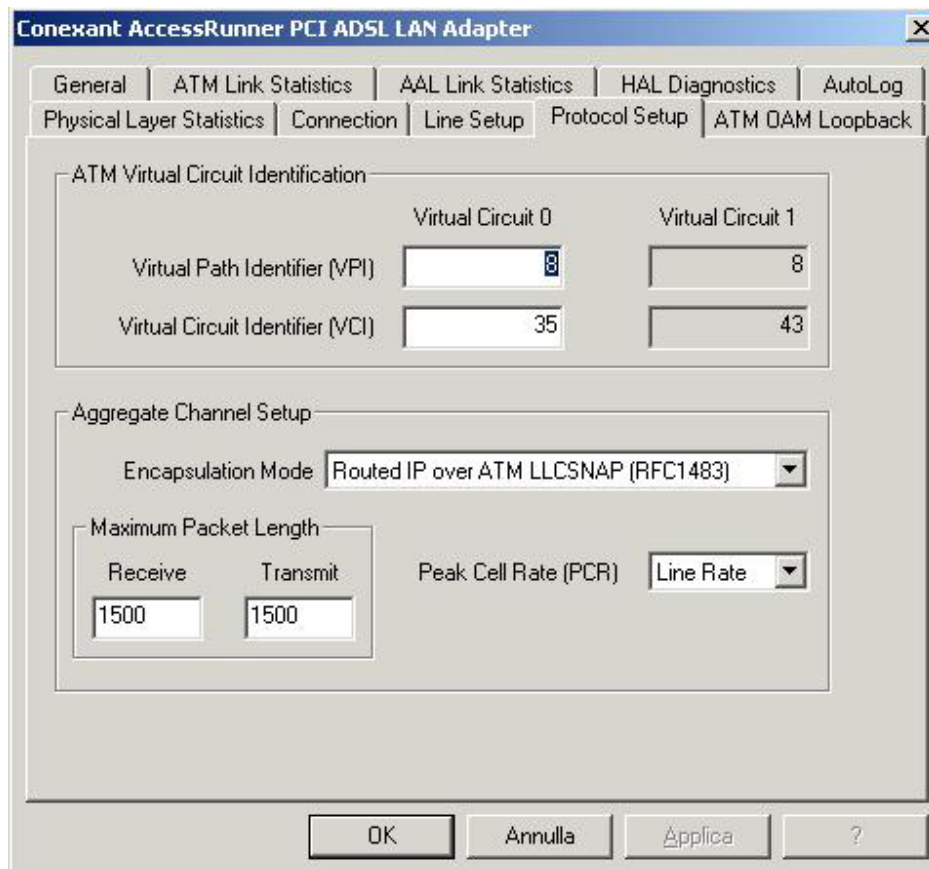 Conexant AccessRunner PCI ADSL LAN Adapter
General ATM Link Statistics AAL Link Statistics HAL Diagnostics AutoLog
Physical Layer Statistics Connection Line Setup Protocol Setup ATM OAM Loopback
ATM Virtual Circuit Identification
Virtual Circuit 0 Virtual Circuit 1
Virtual Path Identifier (VPI) 8 8
Virtual Circuit Identifier (VCI) 35 43
Aggregate Channel Setup
Encapsulation Mode Routed IP over ATM LLCSNAP (RFC1483)
Maximum Packet Length
Receive Transmit Peak Cell Rate (PCR) Line Rate
1500 1500
OK Annulla Applica ?